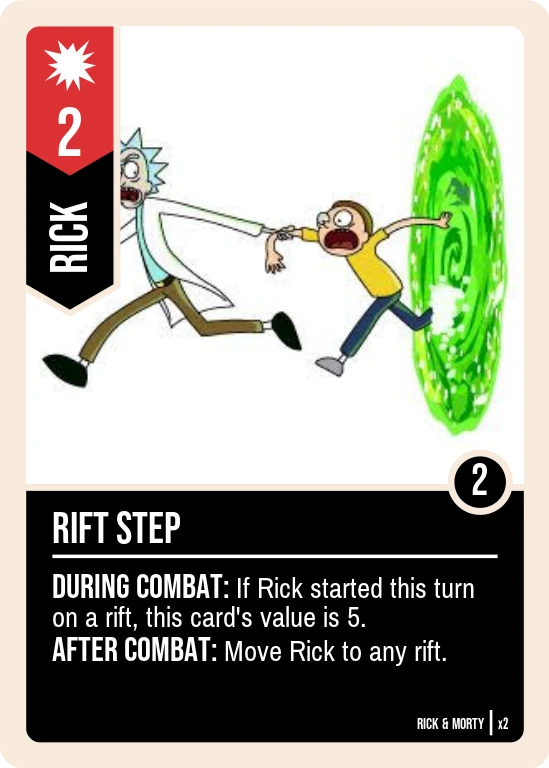 2
RICK
2
RIFT STEP
DURING COMBAT: If Rick started this turn
on a rift, this card's value is 5.
AFTER COMBAT: Move Rick to any rift.
RICK & MORTY | x2